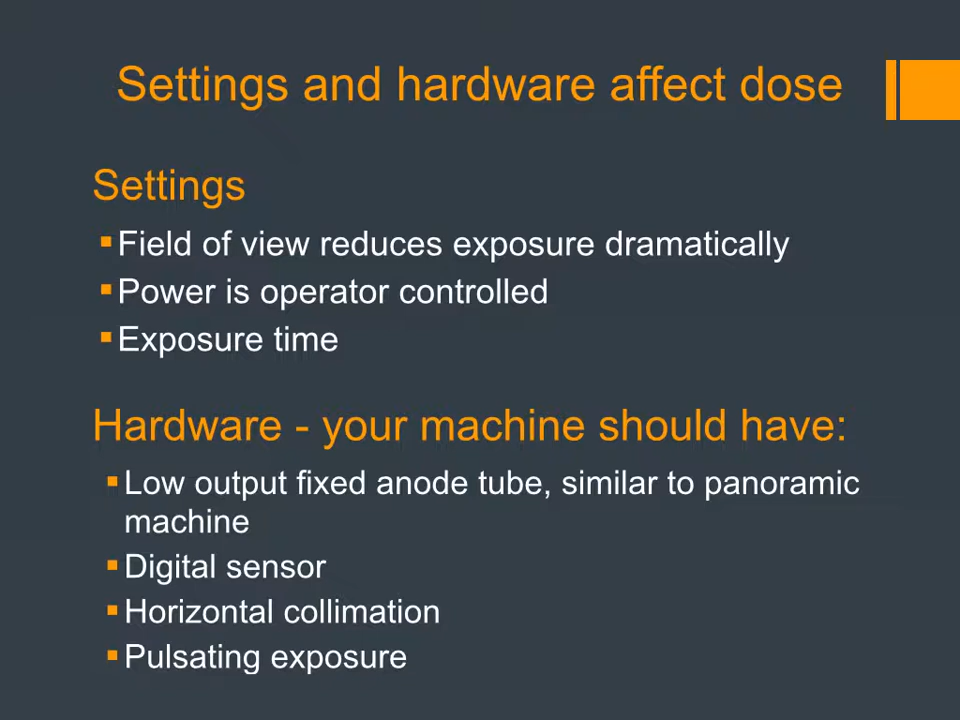 Settings and hardware affect dose
Settings
▪Field of view reduces exposure dramatically
▪Power is operator controlled
▪Exposure time
Hardware - your machine should have:
▪Low output fixed anode tube, similar to panoramic
machine
▪Digital sensor
▪Horizontal collimation
▪Pulsating exposure